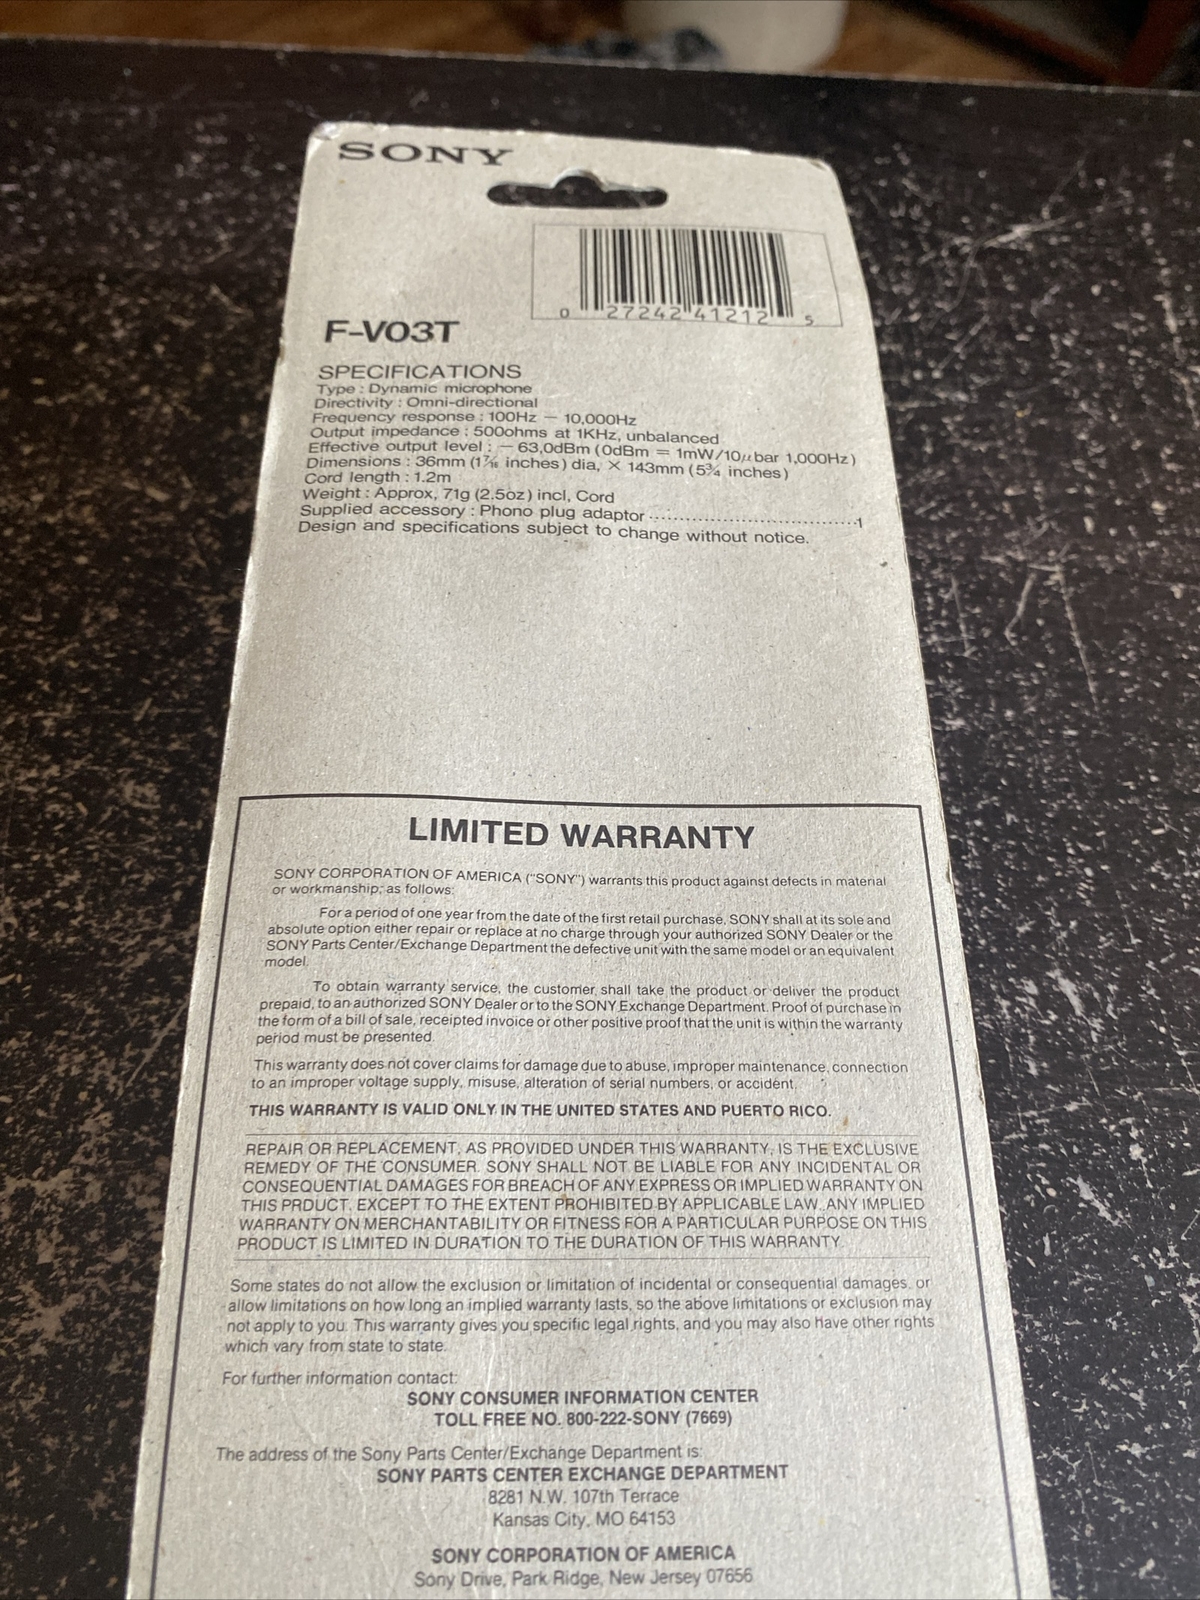 SONY
0 27242 41212 5
F-V03T
SPECIFICATIONS
Type : Dynamic microphone
Directivity : Omni-directional
Frequency response : 100Hz – 10,000Hz
Output impedance : 500ohms at 1KHz, unbalanced
Effective output level : – 63,0dBm (0dBm = 1mW/10μbar 1,000Hz)
Dimensions : 36mm (1 7/16 inches) dia, × 143mm (5¾ inches)
Cord length : 1.2m
Weight : Approx, 71g (2.5oz) incl, Cord
Supplied accessory : Phono plug adaptor ................................1
Design and specifications subject to change without notice.
LIMITED WARRANTY
SONY CORPORATION OF AMERICA ("SONY") warrants this product against defects in material
or workmanship, as follows:
For a period of one year from the date of the first retail purchase, SONY shall at its sole and
absolute option either repair or replace at no charge through your authorized SONY Dealer or the
SONY Parts Center/Exchange Department the defective unit with the same model or an equivalent
model.
To obtain warranty service, the customer shall take the product or deliver the product
prepaid, to an authorized SONY Dealer or to the SONY Exchange Department. Proof of purchase in
the form of a bill of sale, receipted invoice or other positive proof that the unit is within the warranty
period must be presented.
This warranty does not cover claims for damage due to abuse, improper maintenance, connection
to an improper voltage supply, misuse, alteration of serial numbers, or accident.
THIS WARRANTY IS VALID ONLY IN THE UNITED STATES AND PUERTO RICO.
REPAIR OR REPLACEMENT, AS PROVIDED UNDER THIS WARRANTY, IS THE EXCLUSIVE
REMEDY OF THE CONSUMER. SONY SHALL NOT BE LIABLE FOR ANY INCIDENTAL OR
CONSEQUENTIAL DAMAGES FOR BREACH OF ANY EXPRESS OR IMPLIED WARRANTY ON
THIS PRDUCT. EXCEPT TO THE EXTENT PROHIBITED BY APPLICABLE LAW, ANY IMPLIED
WARRANTY ON MERCHANTABILITY OR FITNESS FOR A PARTICULAR PURPOSE ON THIS
PRODUCT IS LIMITED IN DURATION TO THE DURATION OF THIS WARRANTY.
Some states do not allow the exclusion or limitation of incidental or consequential damages, or
allow limitations on how long an implied warranty lasts, so the above limitations or exclusion may
not apply to you. This warranty gives you specific legal rights, and you may also have other rights
which vary from state to state.
For further information contact:
SONY CONSUMER INFORMATION CENTER
TOLL FREE NO. 800-222-SONY (7669)
The address of the Sony Parts Center/Exchange Department is:
SONY PARTS CENTER EXCHANGE DEPARTMENT
8281 N.W. 107th Terrace
Kansas City, MO 64153
SONY CORPORATION OF AMERICA
Sony Drive, Park Ridge, New Jersey 07656